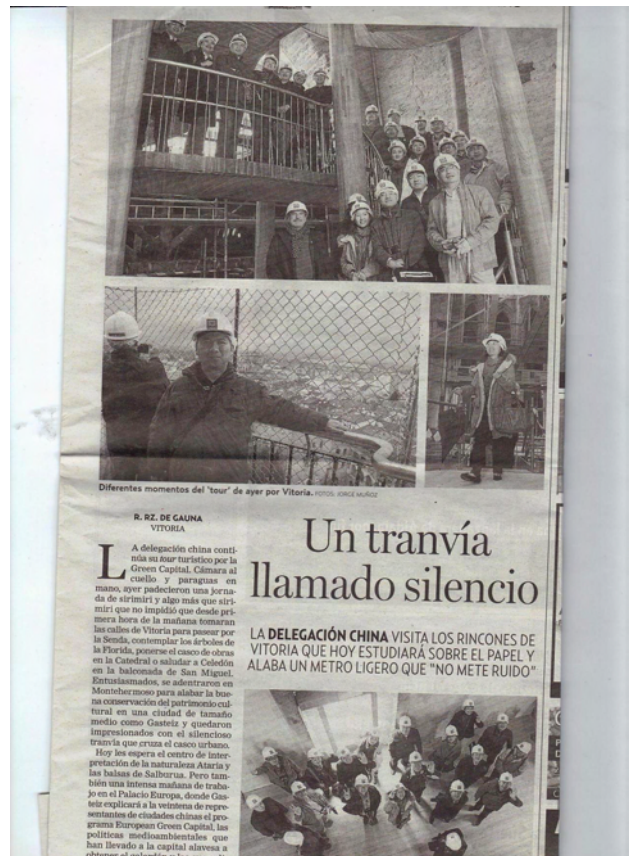 Diferentes momentos del 'tour' de ayer por Vitoria. FOTOS: JORGE MUÑOZ
R. RZ. DE GAUNA
VITORIA
LA delegación china conti-
núa su tour turístico por la
Green Capital. Cámara al
cuello y paraguas en
mano, ayer padecieron una jorna-
da de sirimiri y algo más que siri-
miri que no impidió que desde pri-
mera hora de la mañana tomaran
las calles de Vitoria para pasear por
la Senda, contemplar los árboles de
la Florida, ponerse el casco de obras
en la Catedral o saludar a Celedón
en la balconada de San Miguel.
Entusiasmados, se adentraron en
Montehermoso para alabar la bue-
na conservación del patrimonio cul-
tural en una ciudad de tamaño
medio como Gasteiz y quedaron
impresionados con el silencioso
tranvía que cruza el casco urbano.
Hoy les espera el centro de inter-
pretación de la naturaleza Ataria y
las balsas de Salburua. Pero tam-
bién una intensa mañana de traba-
jo en el Palacio Europa, donde Gas-
teiz explicará a la veintena de repre-
sentantes de ciudades chinas el pro-
grama European Green Capital, las
políticas medioambientales que
han llevado a la capital alavesa a
Un tranvía
llamado silencio
LA DELEGACIÓN CHINA VISITA LOS RINCONES DE
VITORIA QUE HOY ESTUDIARÁ SOBRE EL PAPEL Y
ALABA UN METRO LIGERO QUE "NO METE RUIDO"